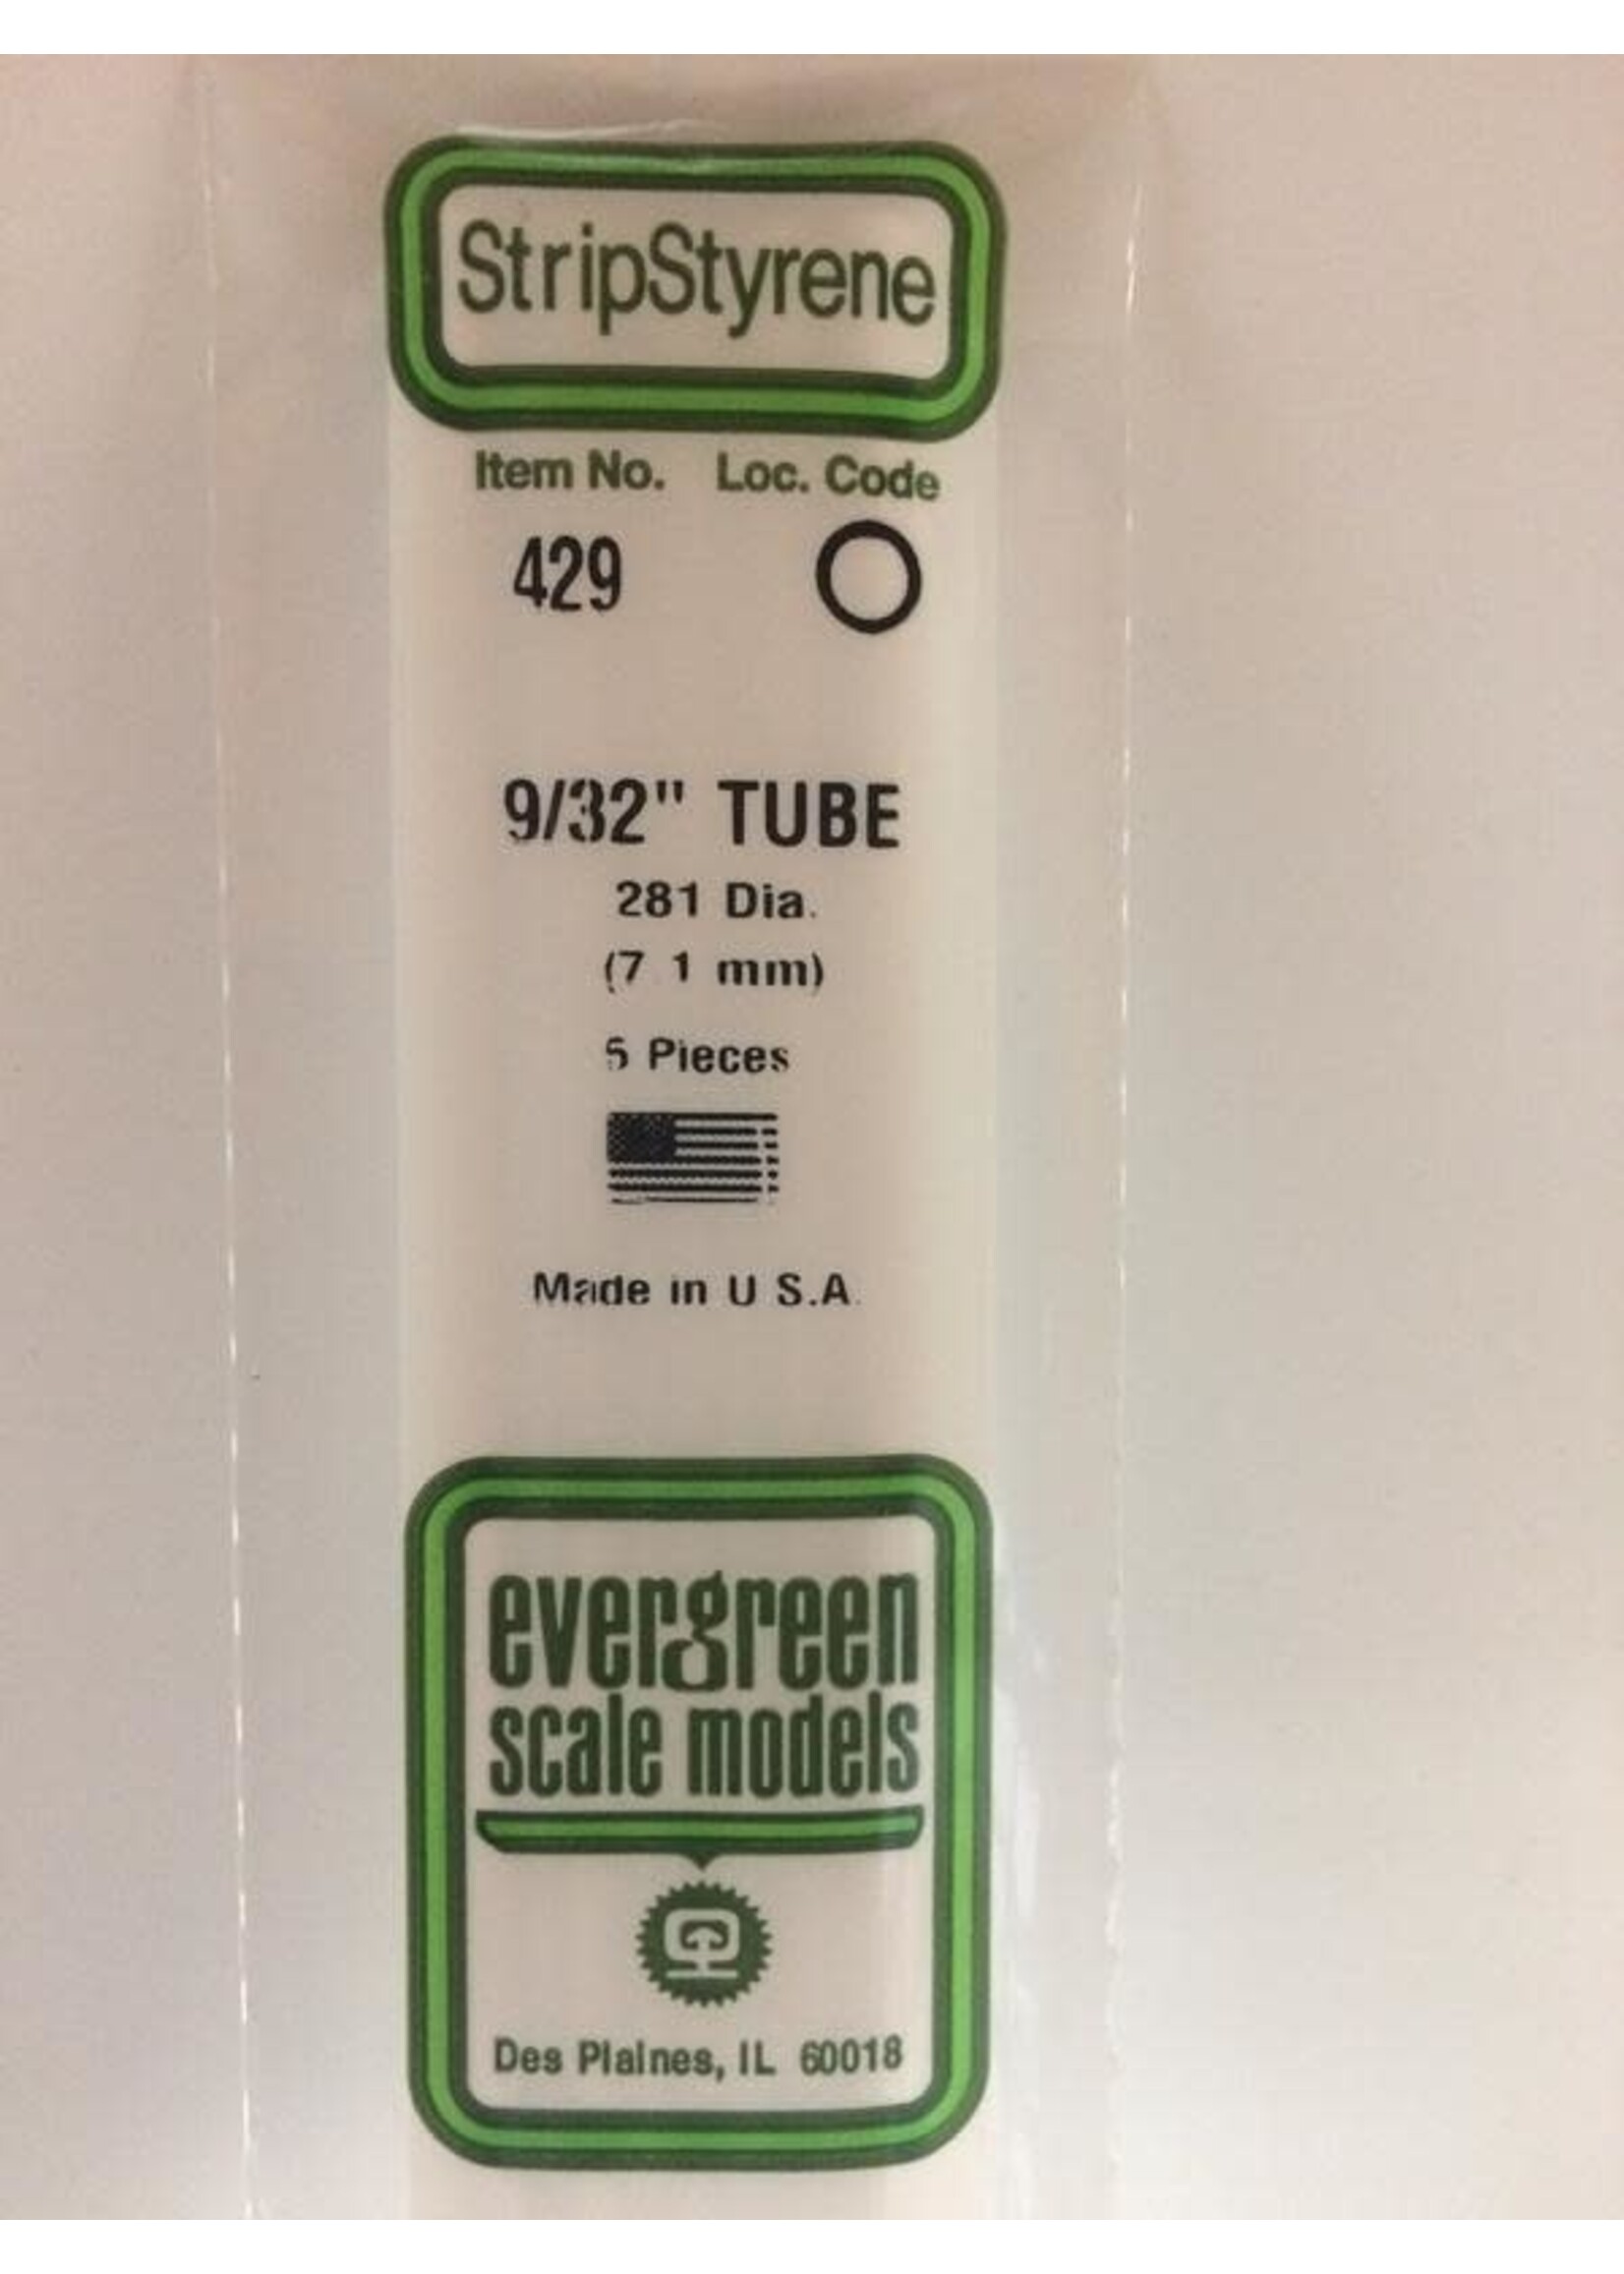 StripStyrene
Item No. Loc. Code
429
9/32" TUBE
281 Dia.
(7 1 mm)
5 Pieces
Made in U S.A.
evergreen
scale models
Des Plaines, IL 60018